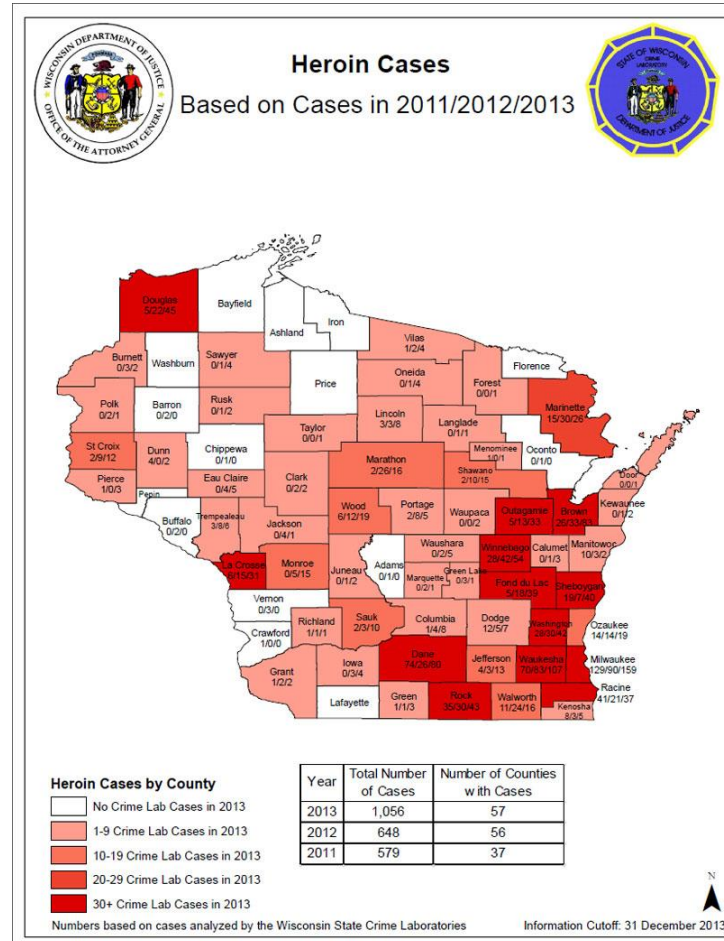 WISCONSIN DEPARTMENT OF JUSTICE
OFFICE OF THE ATTORNEY GENERAL
Heroin Cases
Based on Cases in 2011/2012/2013
STATE OF WISCONSIN
CRIME
LABORATORY
DEPARTMENT OF JUSTICE
Douglas
5/22/45
Bayfield
Ashland
Iron
Vilas
1/2/4
Burnett
0/3/2
Washburn
Sawyer
0/1/4
Price
Oneida
0/1/4
Forest
0/0/1
Florence
Marinette
15/30/26
Polk
0/2/1
Barron
0/2/0
Rusk
0/1/2
Lincoln
3/3/8
Langlade
0/1/1
Taylor
0/0/1
Oconto
0/1/0
St Croix
2/9/12
Dunn
4/0/2
Chippewa
0/1/0
Marathon
2/26/16
Menominee
1/0/1
Shawano
2/10/15
Door
0/0/1
Pierce
1/0/3
Pepin
Eau Claire
0/4/5
Clark
0/2/2
Buffalo
0/2/0
Trempealeau
Jackson
0/4/1
Wood
6/12/19
Portage
2/8/5
Waupaca
0/0/2
Outagamie
5/13/33
Brown
Kewaunee
0/1/2
La Crosse
Monroe
0/5/15
Juneau
0/1/2
Adams
0/1/0
Waushara
0/2/5
Winnebago
28/42/54
Calumet
0/1/3
Manitowoc
10/3/2
Marquette
0/2/1
Green Lake
0/3/1
Fond du Lac
5/18/39
Sheboygan
Vernon
0/3/0
Crawford
1/0/0
Richland
1/1/1
Sauk
2/3/10
Columbia
1/4/8
Dodge
12/5/7
Washington
Ozaukee
14/14/19
Grant
1/2/2
Iowa
0/3/4
Dane
Jefferson
4/3/13
Waukesha
70/83/107
Milwaukee
129/90/159
Lafayette
Green
1/1/3
Rock
35/30/43
Walworth
11/24/16
Racine
41/21/37
Kenosha
8/3/5
Heroin Cases by County
No Crime Lab Cases in 2013
1-9 Crime Lab Cases in 2013
10-19 Crime Lab Cases in 2013
20-29 Crime Lab Cases in 2013
30+ Crime Lab Cases in 2013
Year Total Number of Cases Number of Counties with Cases
2013 1,056 57
2012 648 56
2011 579 37
N
Numbers based on cases analyzed by the Wisconsin State Crime Laboratories
Information Cutoff: 31 December 2013